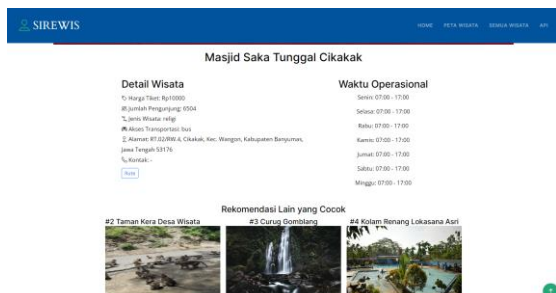 SIREWIS
HOME PETA WISATA SEMUA WISATA API
Masjid Saka Tunggal Cikakak
Detail Wisata
Harga Tiket: Rp10000
Jumlah Pengunjung: 6504
Jenis Wisata: religi
Akses Transportasi: bus
Alamat: RT.02/RW.4, Cikakak, Kec. Wangon, Kabupaten Banyumas,
Jawa Tengah 53176
Kontak: -
Rute
Waktu Operasional
Senin: 07:00 - 17:00
Selasa: 07:00 - 17:00
Rabu: 07:00 - 17:00
Kamis: 07:00 - 17:00
Jumat: 07:00 - 17:00
Sabtu: 07:00 - 17:00
Minggu: 07:00 - 17:00
Rekomendasi Lain yang Cocok
#2 Taman Kera Desa Wisata
#3 Curug Gomblang
#4 Kolam Renang Lokasana Asri